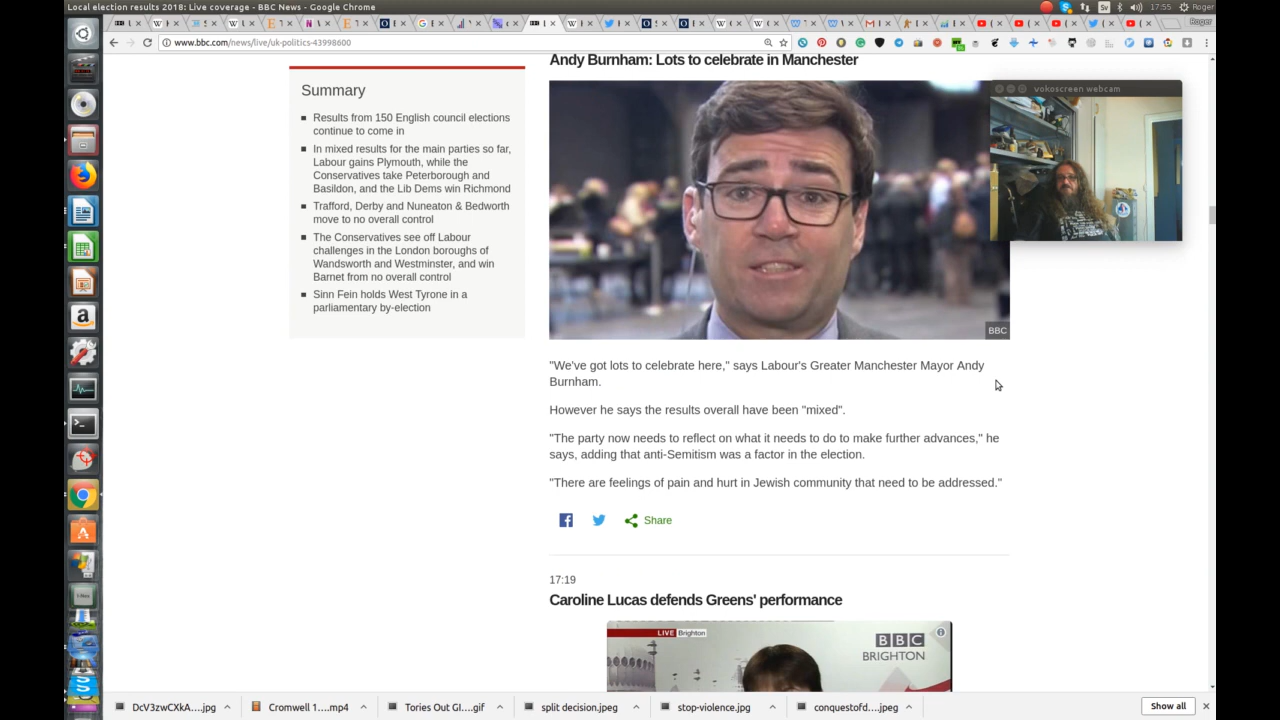 Local election results 2018: Live coverage - BBC News - Google Chrome
Sv
17:55
Roger
Roger
www.bbc.com/news/live/uk-politics-43998600
Andy Burnham: Lots to celebrate in Manchester
Summary
Results from 150 English council elections
continue to come in
In mixed results for the main parties so far,
Labour gains Plymouth, while the
Conservatives take Peterborough and
Basildon, and the Lib Dems win Richmond
Trafford, Derby and Nuneaton & Bedworth
move to no overall control
The Conservatives see off Labour
challenges in the London boroughs of
Wandsworth and Westminster, and win
Barnet from no overall control
Sinn Fein holds West Tyrone in a
parliamentary by-election
vokoscreen webcam
BBC
"We've got lots to celebrate here," says Labour's Greater Manchester Mayor Andy
Burnham.
However he says the results overall have been "mixed".
"The party now needs to reflect on what it needs to do to make further advances," he
says, adding that anti-Semitism was a factor in the election.
"There are feelings of pain and hurt in Jewish community that need to be addressed."
Share
17:19
Caroline Lucas defends Greens' performance
LIVE Brighton
BBC
BRIGHTON
DcV3zwCXkA....jpg
Cromwell 1....mp4
Tories Out GI....gif
split decision.jpeg
stop-violence.jpg
conquestofd....jpeg
Show all